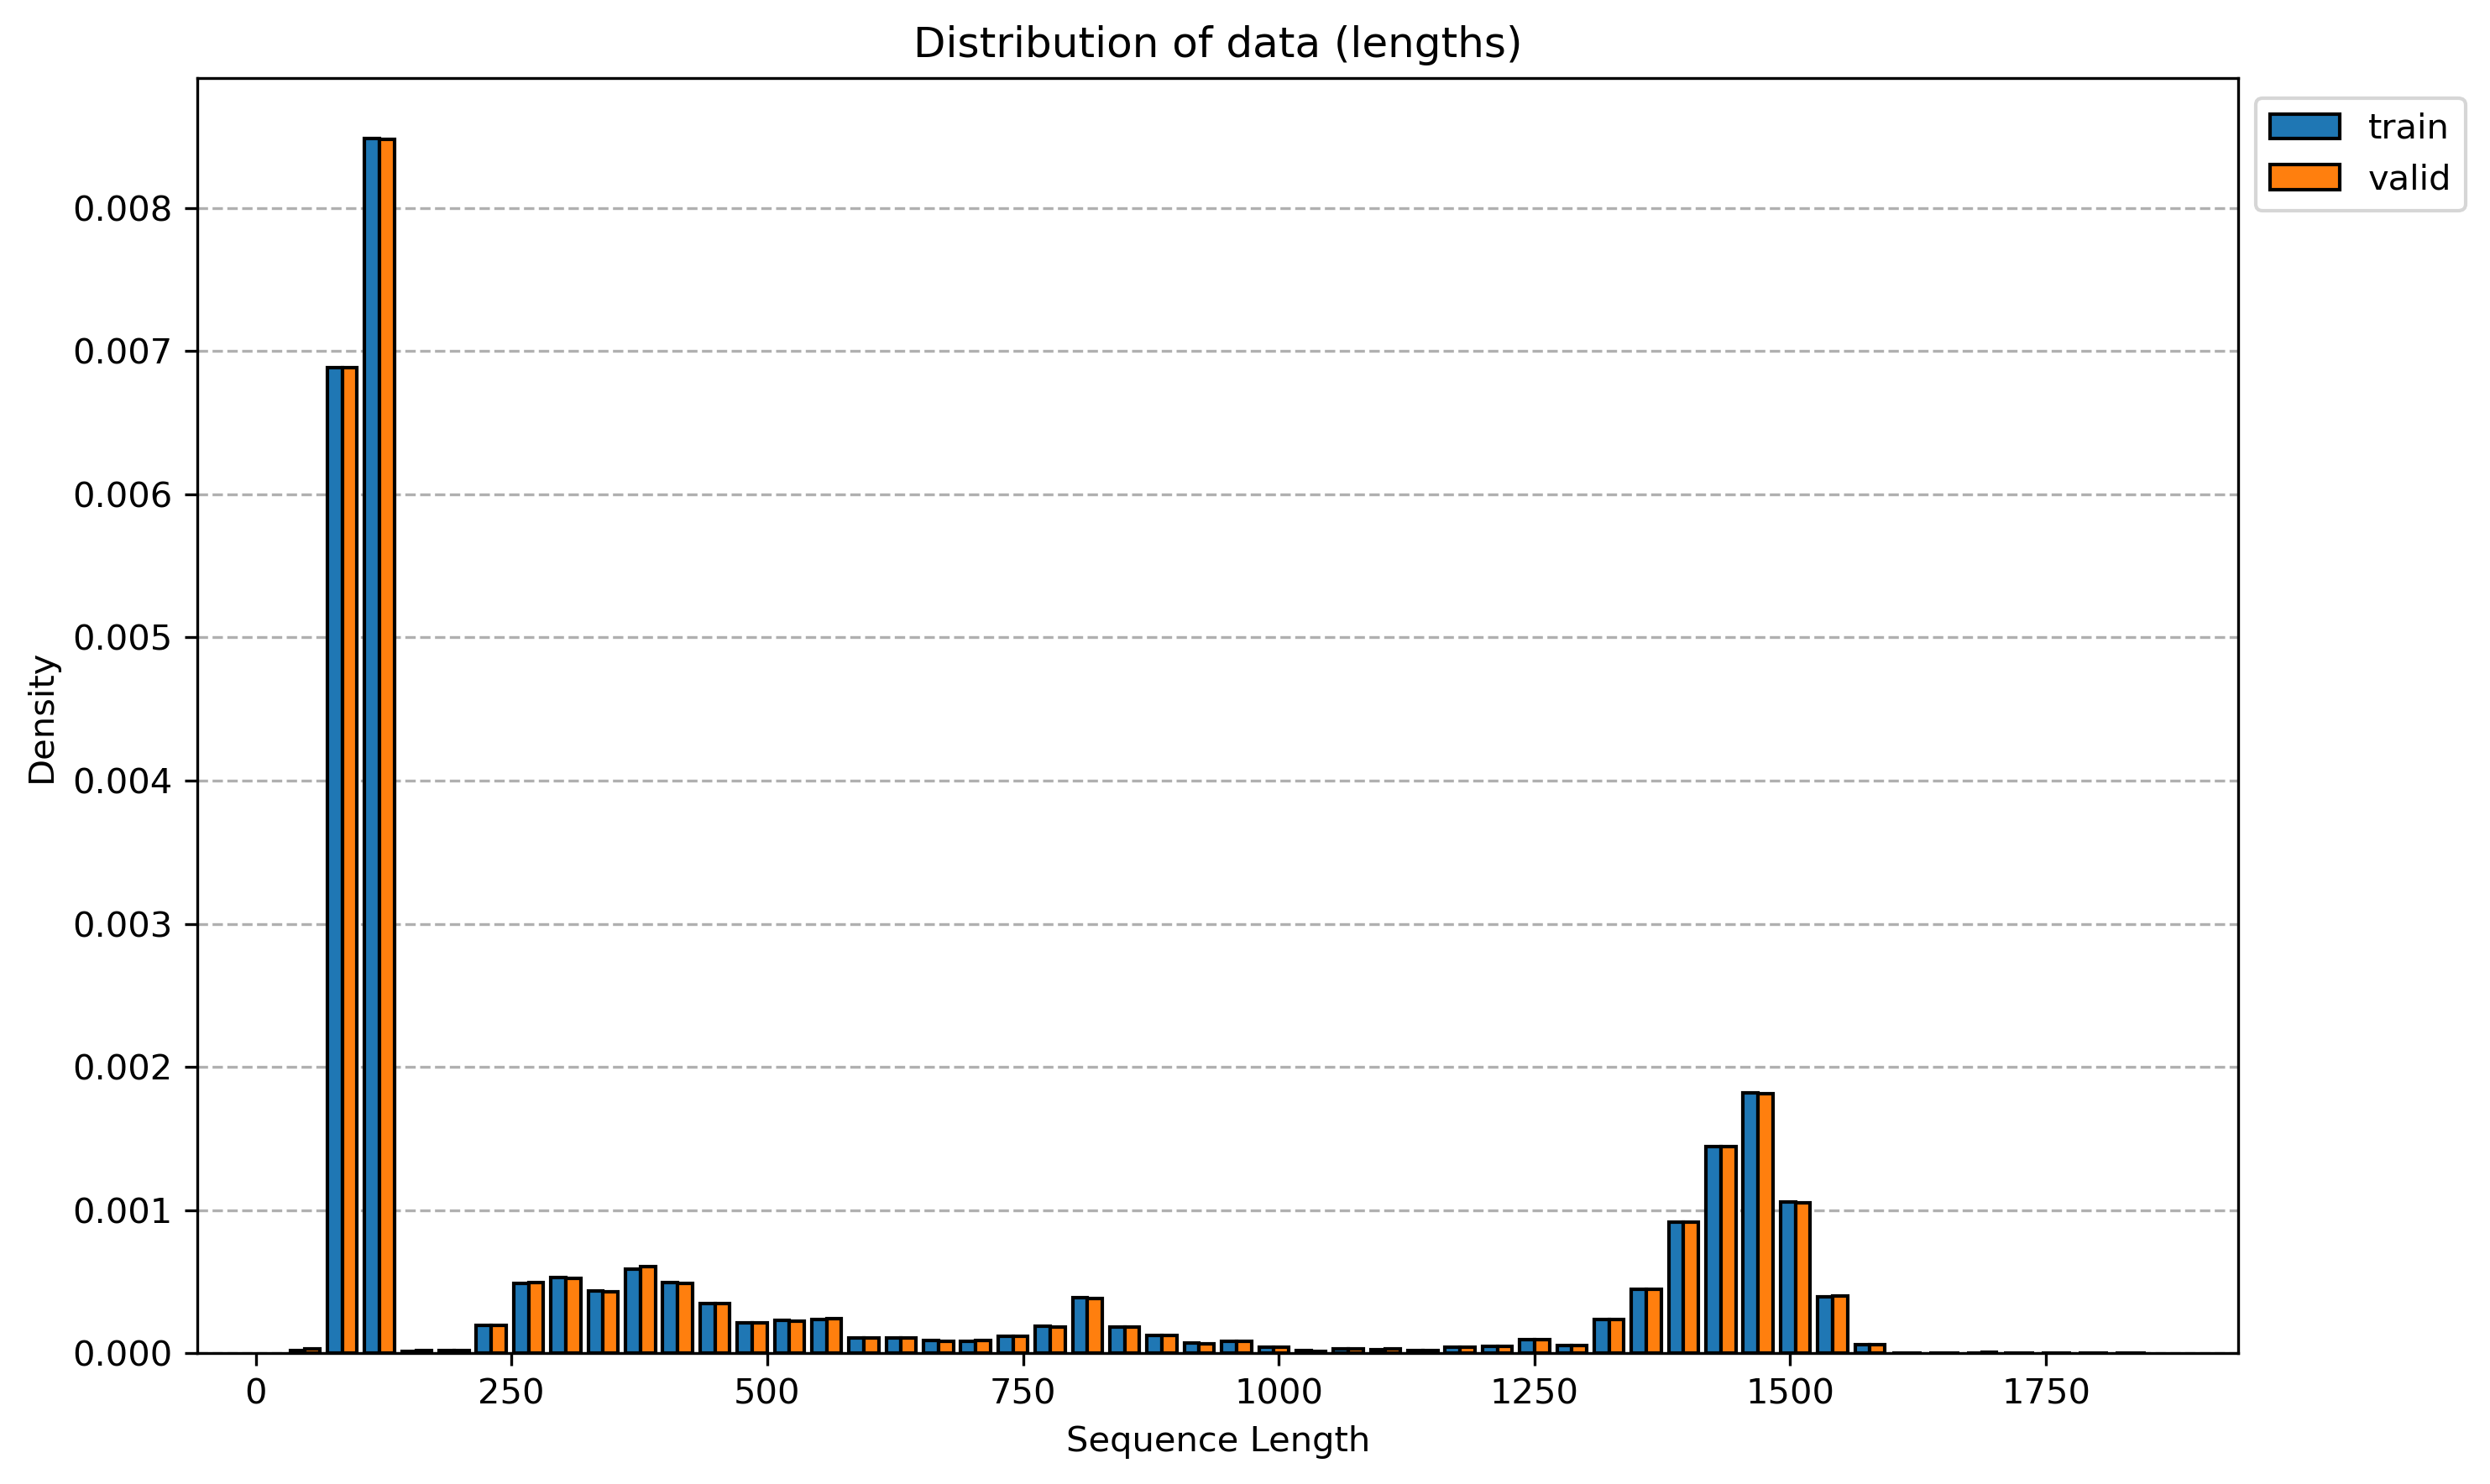 Distribution of data (lengths)
train
valid
0.008
0.007
0.006
0.005
0.004
0.003
0.002
0.001
0.000
Density
0 250 500 750 1000 1250 1500 1750
Sequence Length